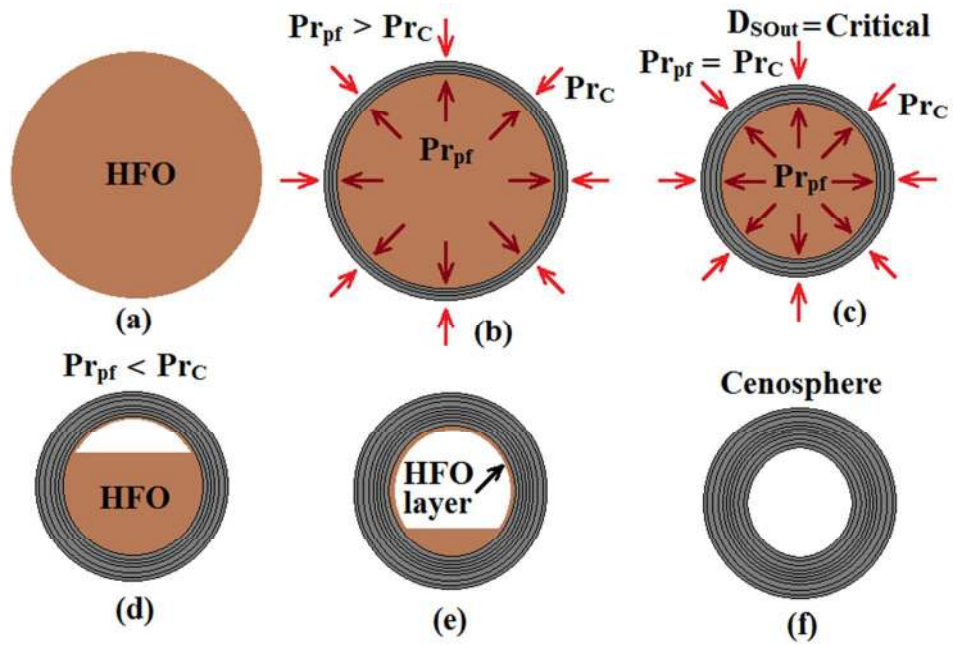 HFO
(a)
Pr_pf > Pr_C
Pr_C
Pr_pf
(b)
D_SOut = Critical
Pr_pf = Pr_C
Pr_C
Pr_pf
(c)
Pr_pf < Pr_C
HFO
(d)
HFO
layer
(e)
Cenosphere
(f)